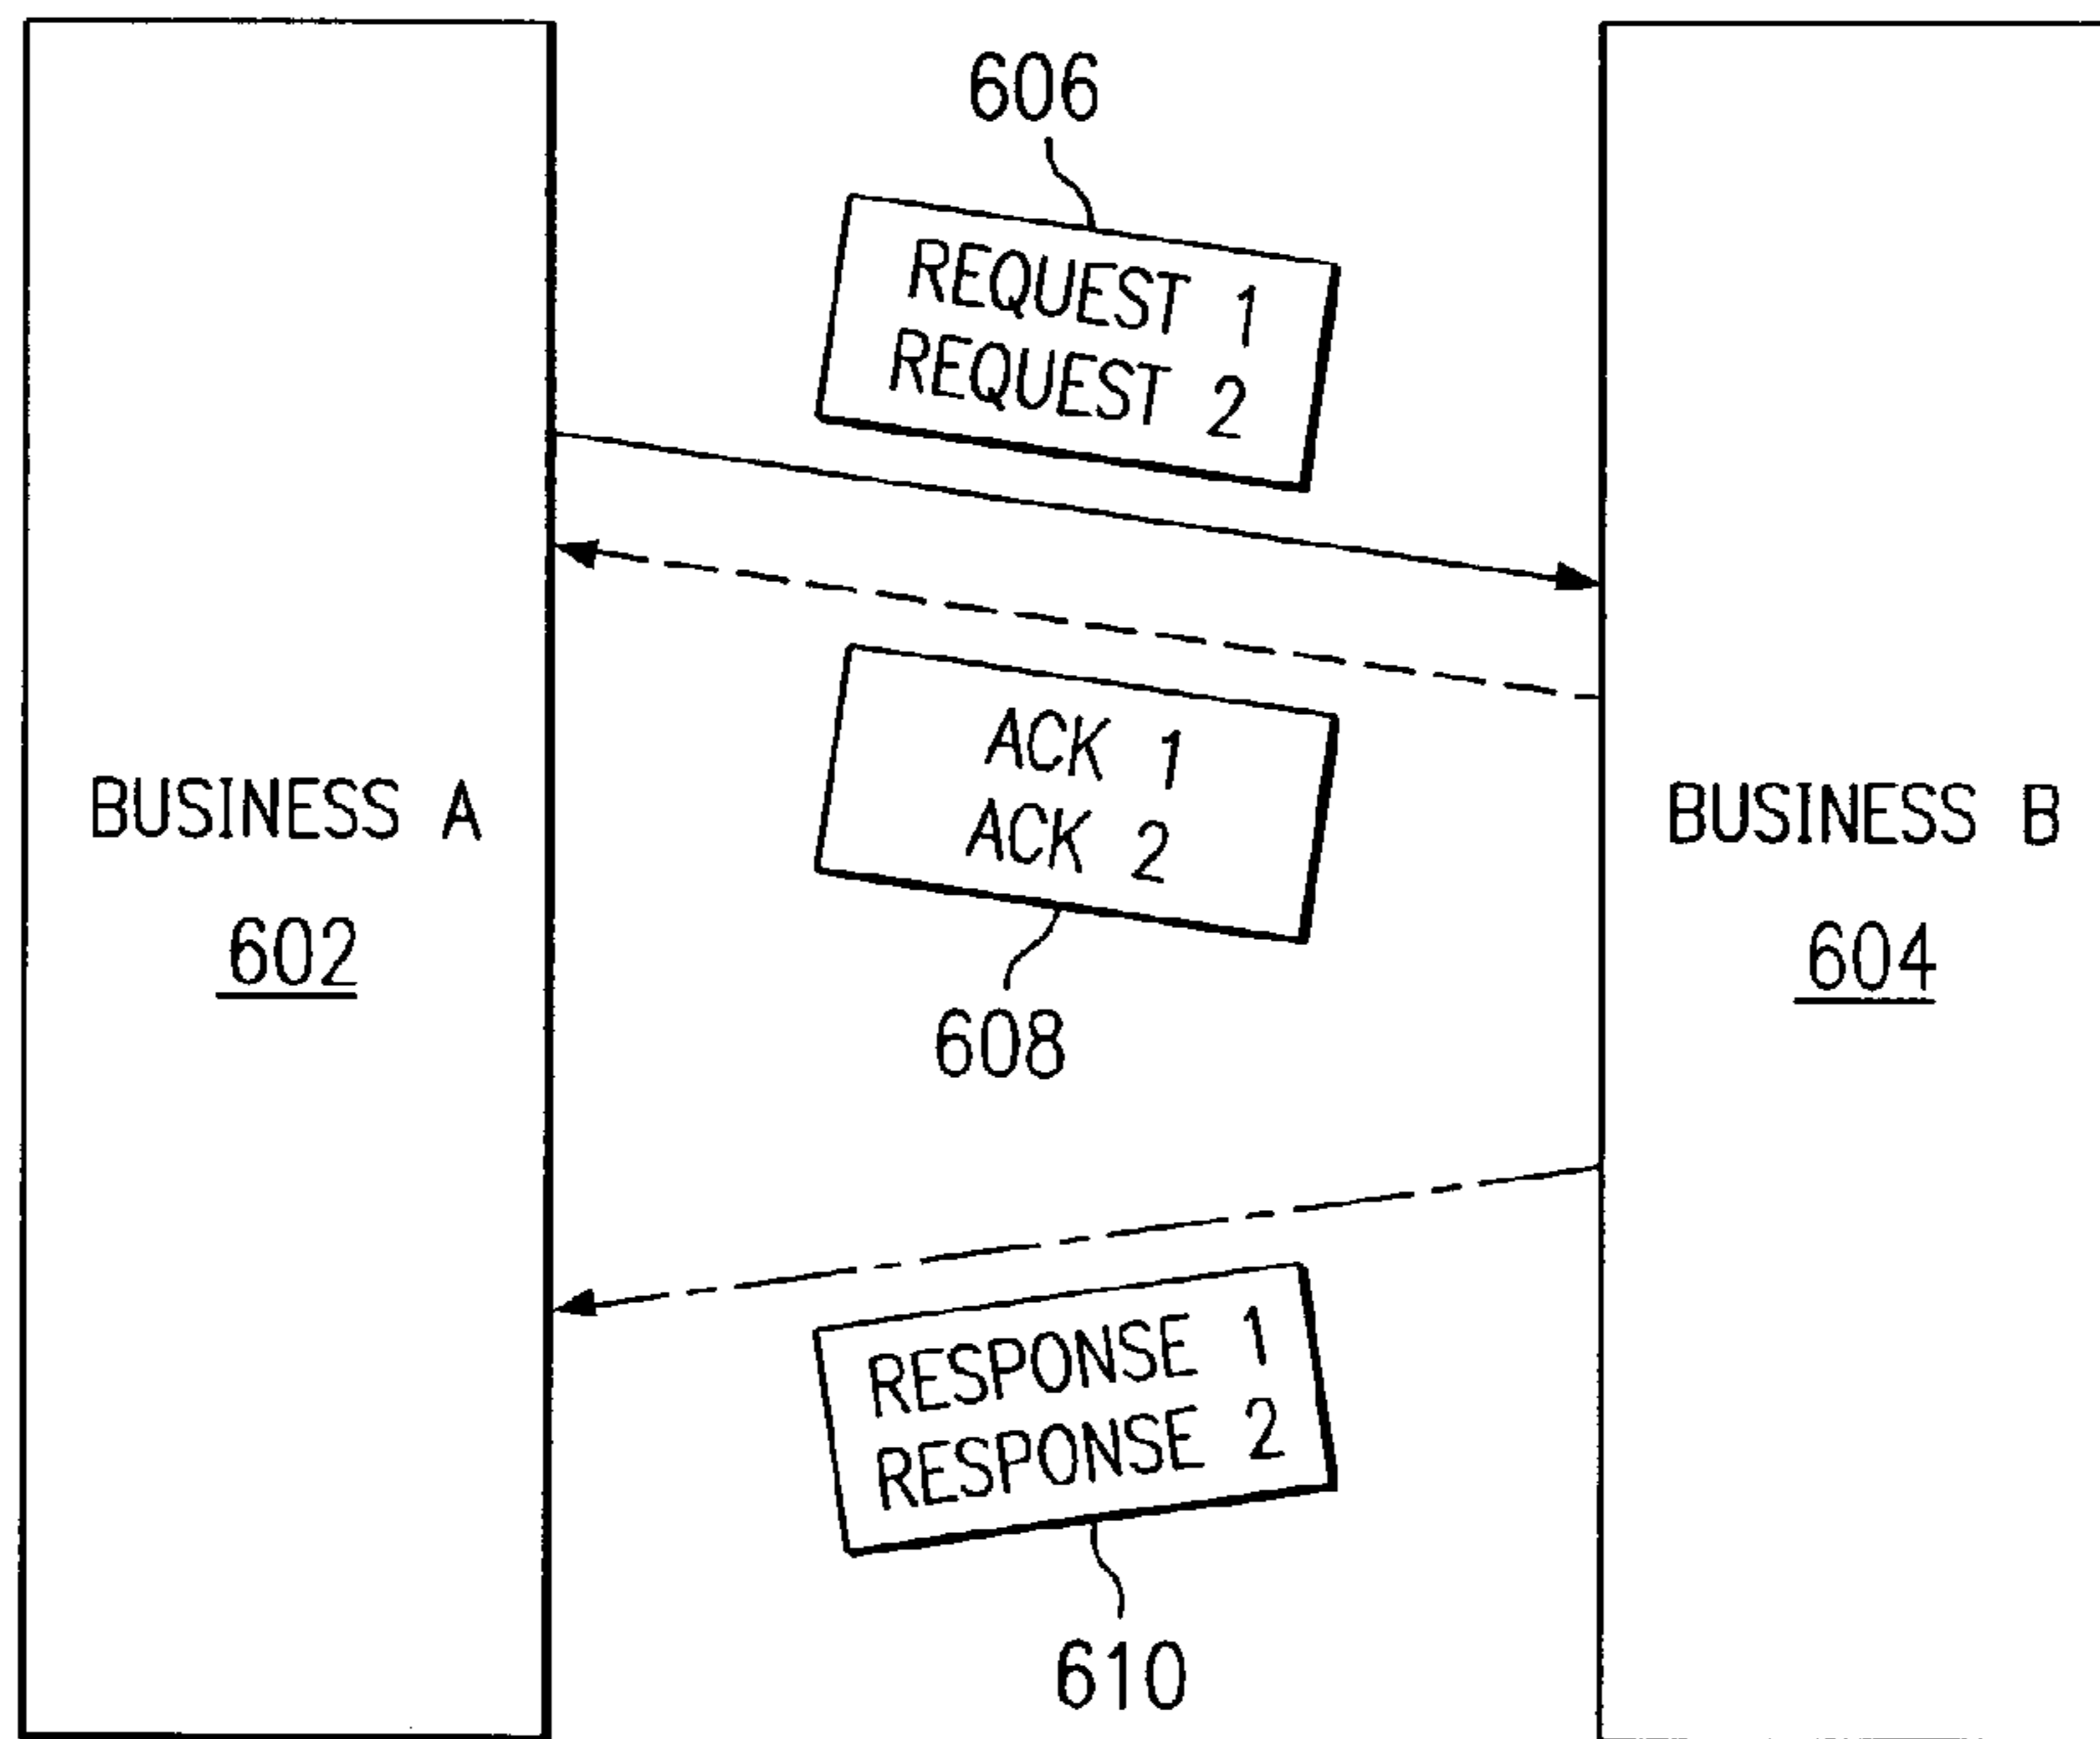 606
REQUEST 1
REQUEST 2
ACK 1
ACK 2
BUSINESS A
602
BUSINESS B
604
608
RESPONSE 1
RESPONSE 2
610